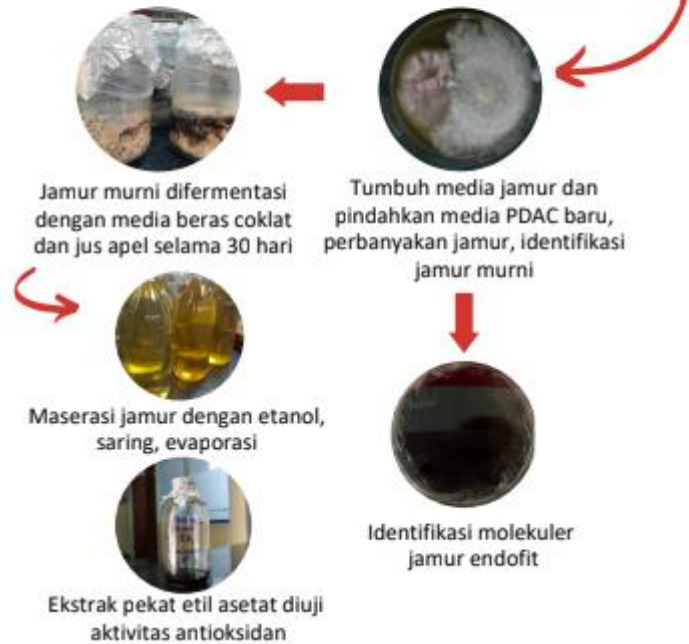 Tumbuh media jamur dan
pindahkan media PDAC baru,
perbanyakan jamur, identifikasi
jamur murni
Jamur murni difermentasi
dengan media beras coklat
dan jus apel selama 30 hari
Maserasi jamur dengan etanol,
saring, evaporasi
Ekstrak pekat etil asetat diuji
aktivitas antioksidan
Identifikasi molekuler
jamur endofit